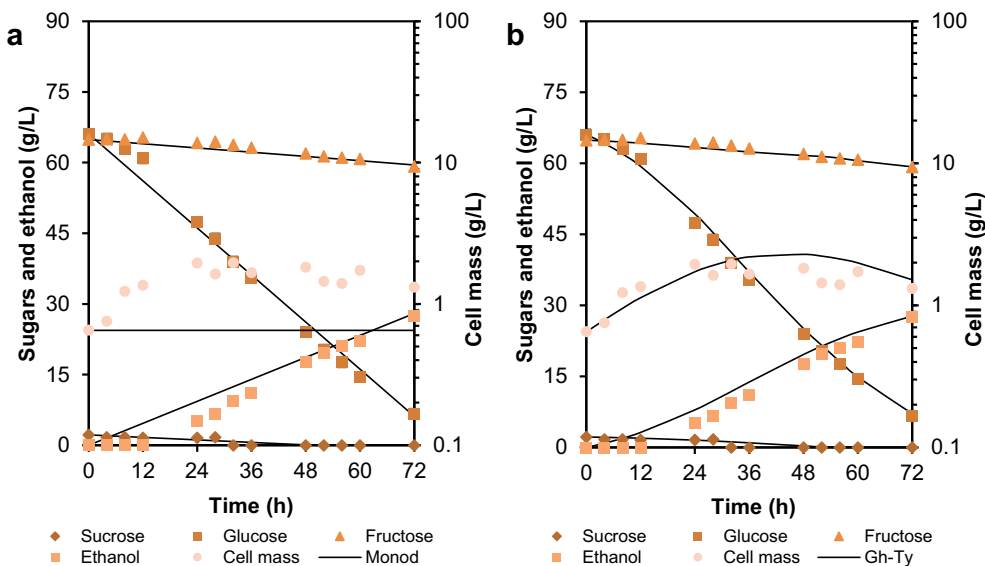 a
Sugars and ethanol (g/L)
90
75
60
45
30
15
0
0 12 24 36 48 60 72
Time (h)
100
10
1
0.1
Cell mass (g/L)
Sucrose Glucose Fructose
Ethanol Cell mass Monod
b
Sugars and ethanol (g/L)
90
75
60
45
30
15
0
0 12 24 36 48 60 72
Time (h)
100
10
1
0.1
Cell mass (g/L)
Sucrose Glucose Fructose
Ethanol Cell mass Gh-Ty